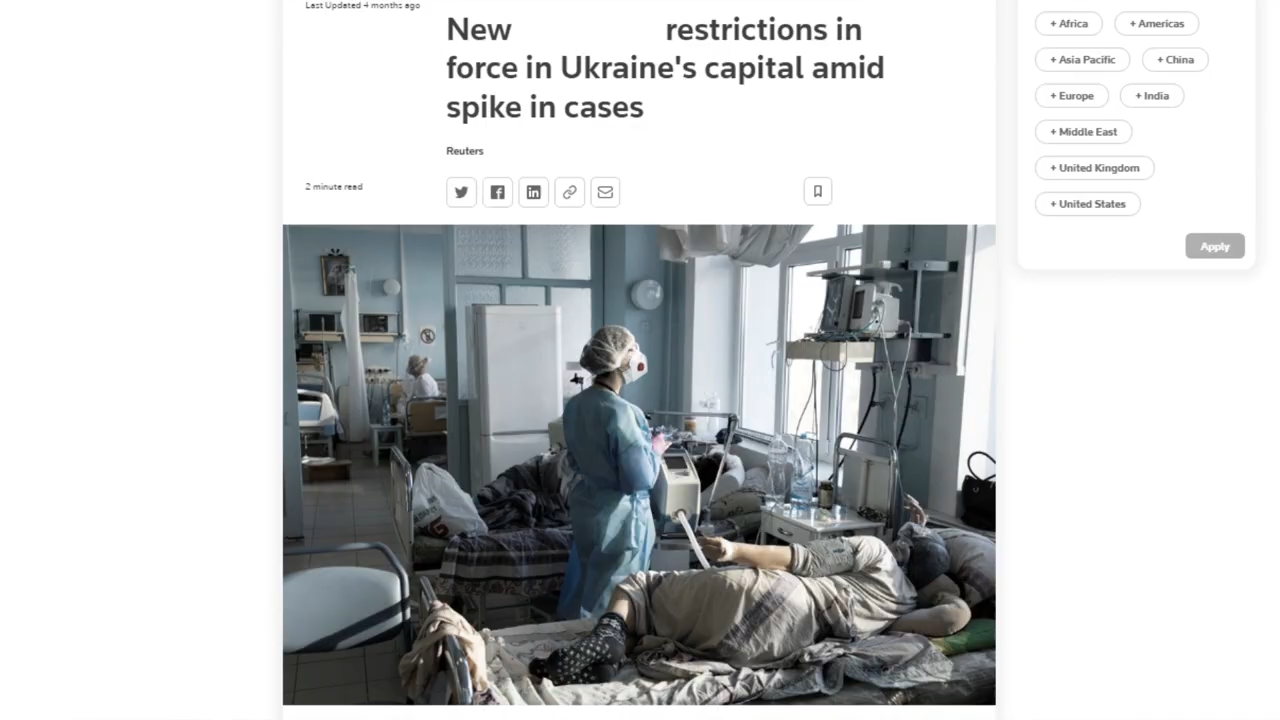 Last Updated 4 months ago
New restrictions in
force in Ukraine's capital amid
spike in cases
Reuters
2 minute read
+ Africa
+ Americas
+ Asia Pacific
+ China
+ Europe
+ India
+ Middle East
+ United Kingdom
+ United States
Apply